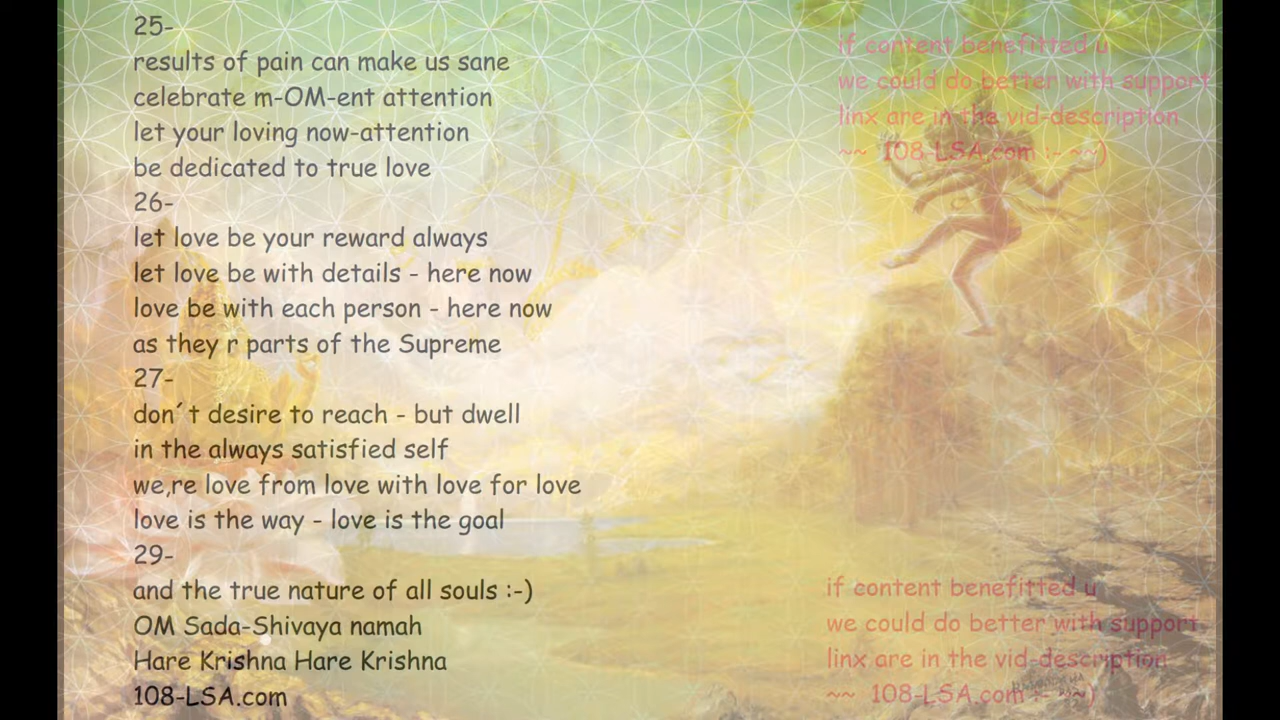 25-
results of pain can make us sane
celebrate m-OM-ent attention
let your loving now-attention
be dedicated to true love
26-
let love be your reward always
let love be with details - here now
love be with each person - here now
as they r parts of the Supreme
27-
don´t desire to reach - but dwell
in the always satisfied self
we,re love from love with love for love
love is the way - love is the goal
29-
and the true nature of all souls :-)
OM Sada-Shivaya namah
Hare Krishna Hare Krishna
108-LSA.com
if content benefitted u
we could do better with support
linx are in the vid-description
~~ 108-LSA.com :- ~~)
if content benefitted u
we could do better with support
linx are in the vid-description
~~ 108-LSA.com :- ~~)